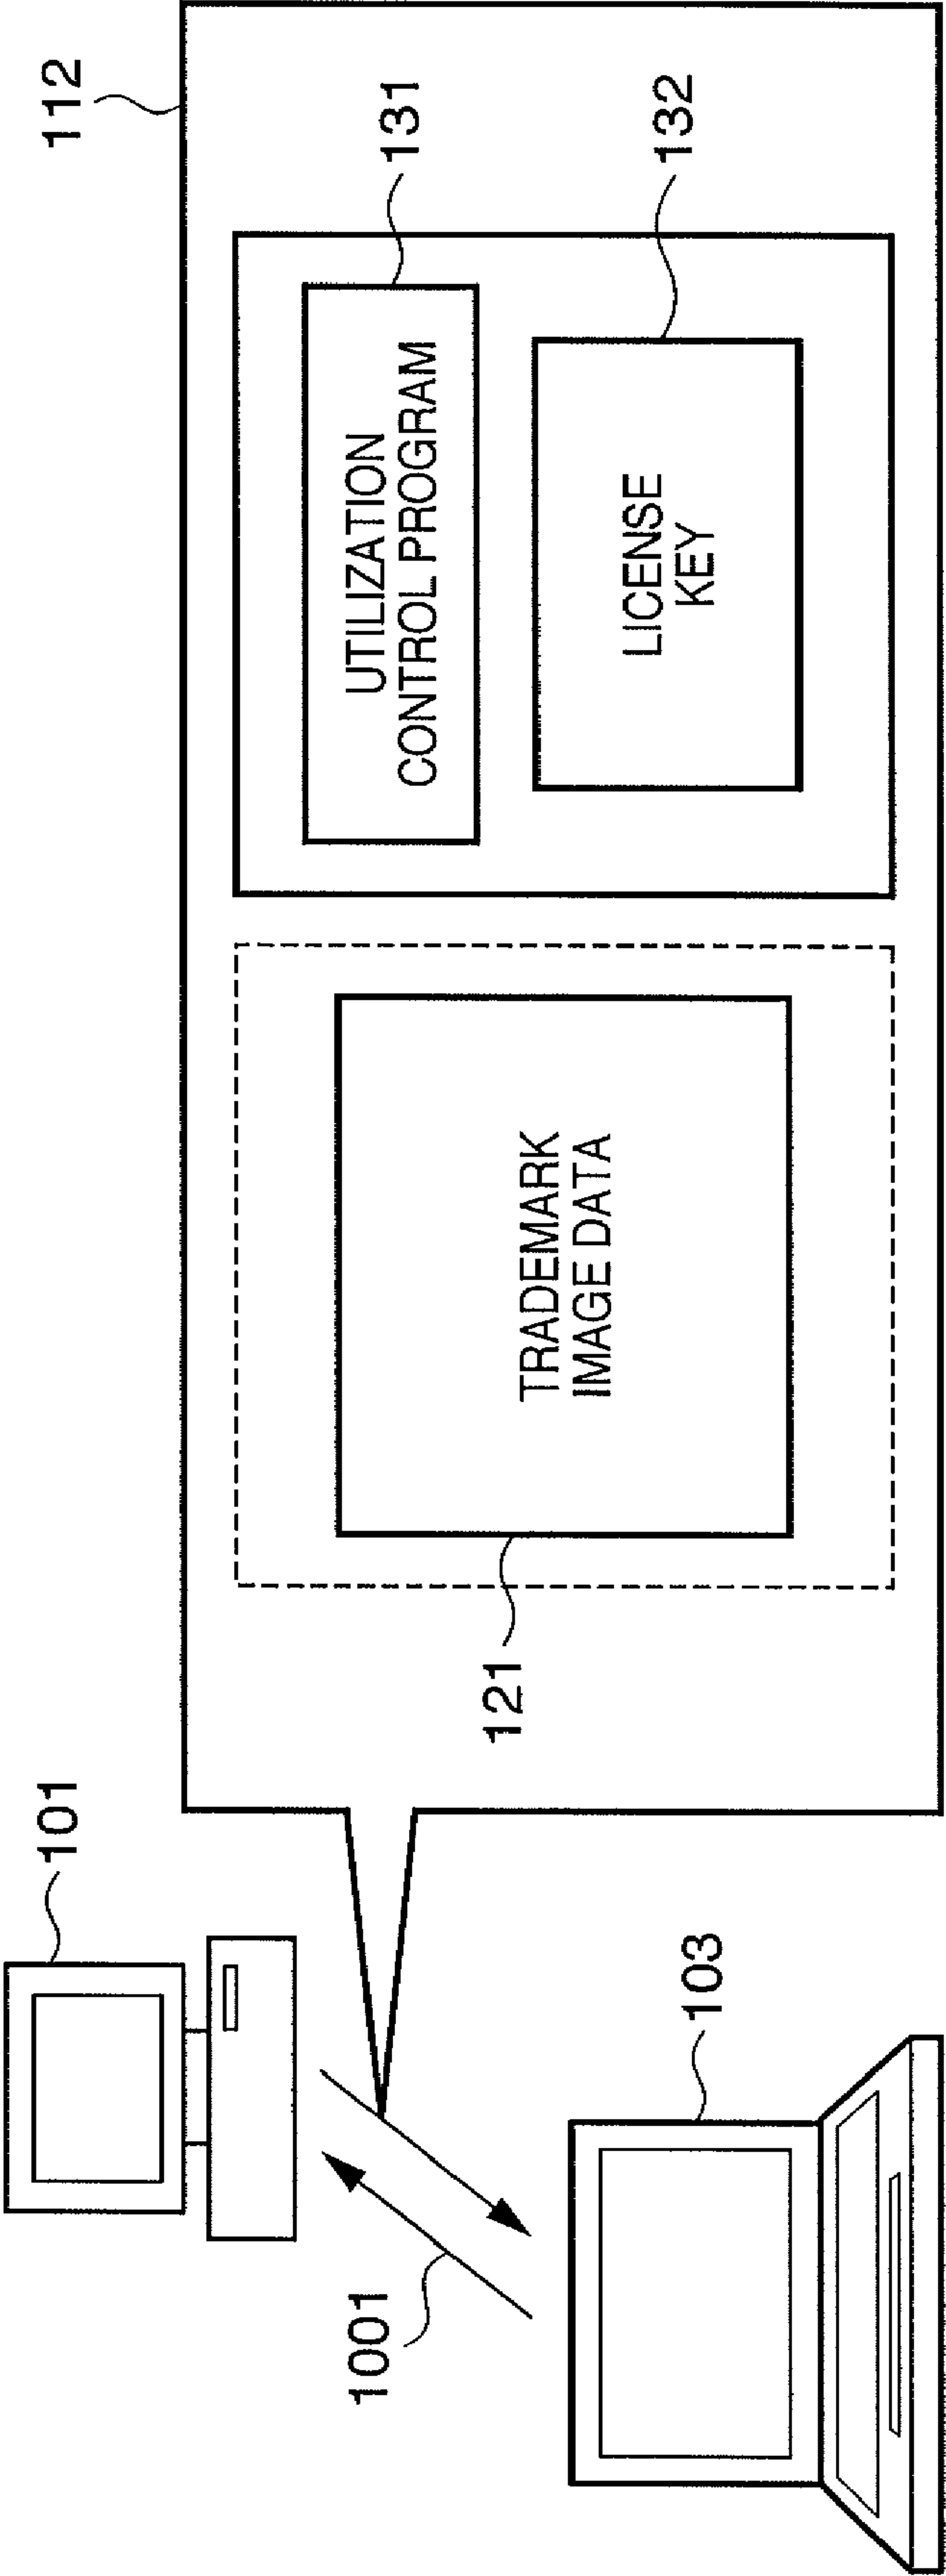 112
101
131
132
121
103
1001
UTILIZATION
CONTROL PROGRAM
LICENSE
KEY
TRADEMARK
IMAGE DATA